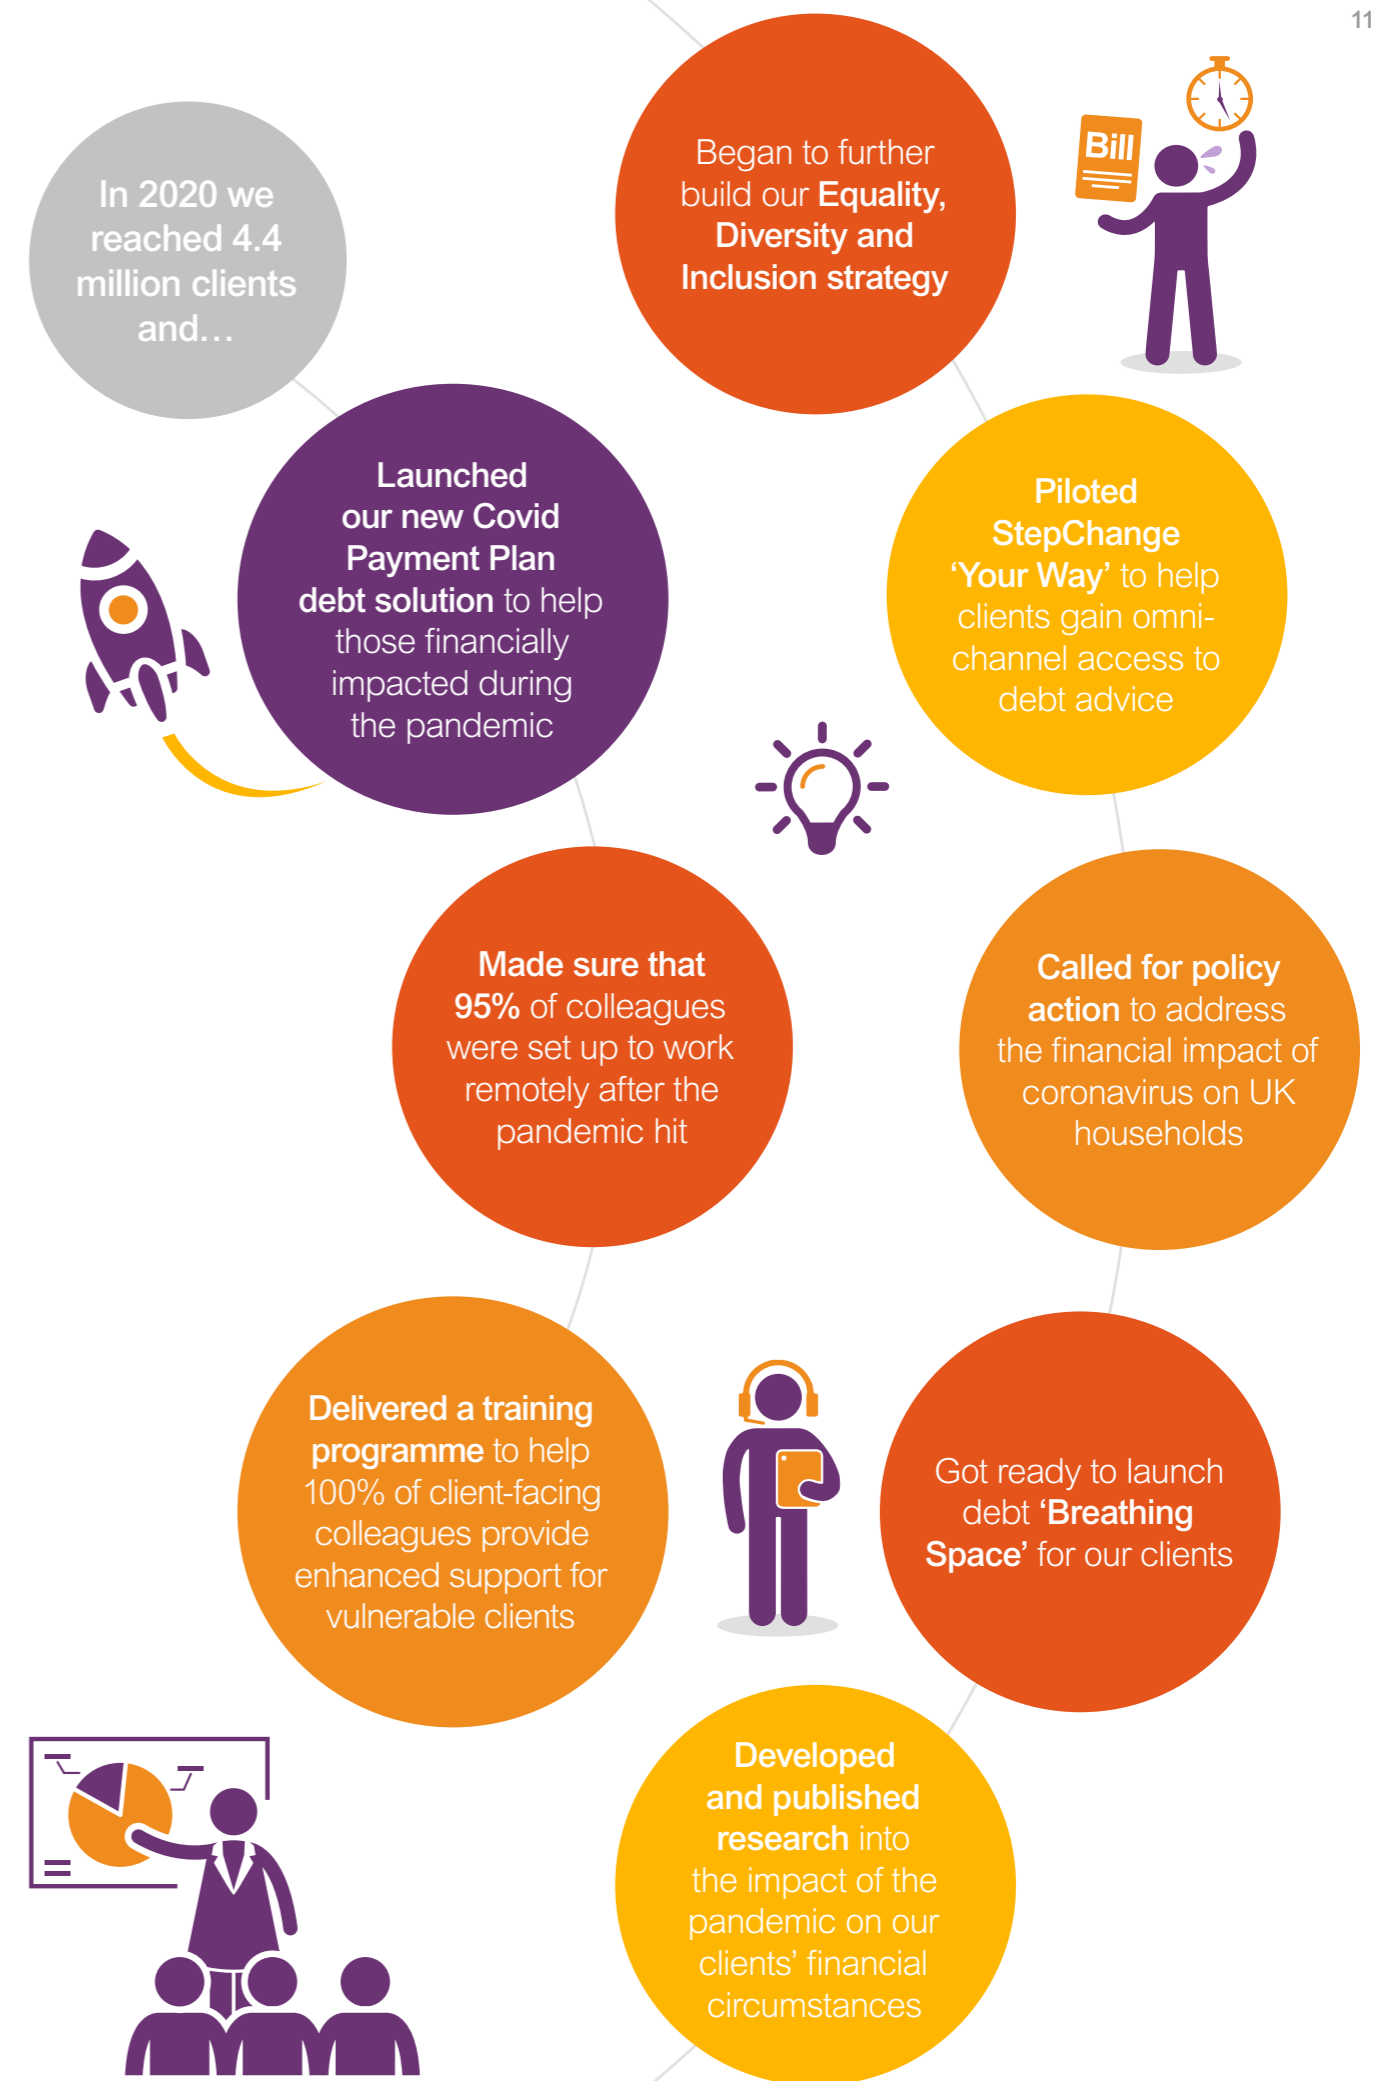 11
In 2020 we
reached 4.4
million clients
and…
Launched
our new Covid
Payment Plan
debt solution to help
those financially
impacted during
the pandemic
Made sure that
95% of colleagues
were set up to work
remotely after the
pandemic hit
Delivered a training
programme to help
100% of client-facing
colleagues provide
enhanced support for
vulnerable clients
Began to further
build our Equality,
Diversity and
Inclusion strategy
Bill
Piloted
StepChange
‘Your Way’ to help
clients gain omni-
channel access to
debt advice
Called for policy
action to address
the financial impact of
coronavirus on UK
households
Got ready to launch
debt ‘Breathing
Space’ for our clients
Developed
and published
research into
the impact of the
pandemic on our
clients’ financial
circumstances